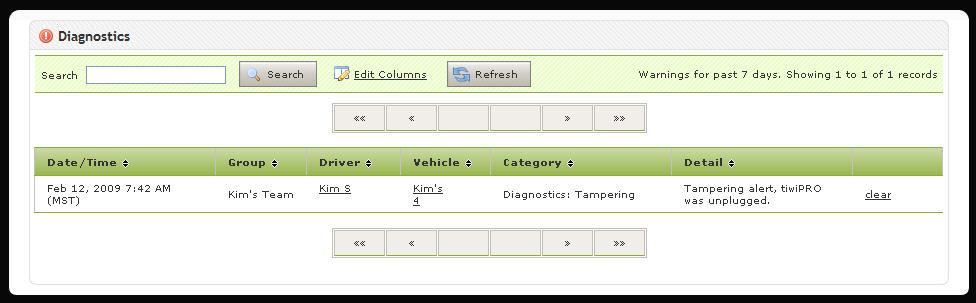 Diagnostics
Search Search Edit Columns Refresh Warnings for past 7 days. Showing 1 to 1 of 1 records
«« « » »»
Date/Time Group Driver Vehicle Category Detail
Feb 12, 2009 7:42 AM (MST) Kim's Team Kim S Kim's 4 Diagnostics: Tampering Tampering alert, tiwiPRO was unplugged. clear
«« « » »»